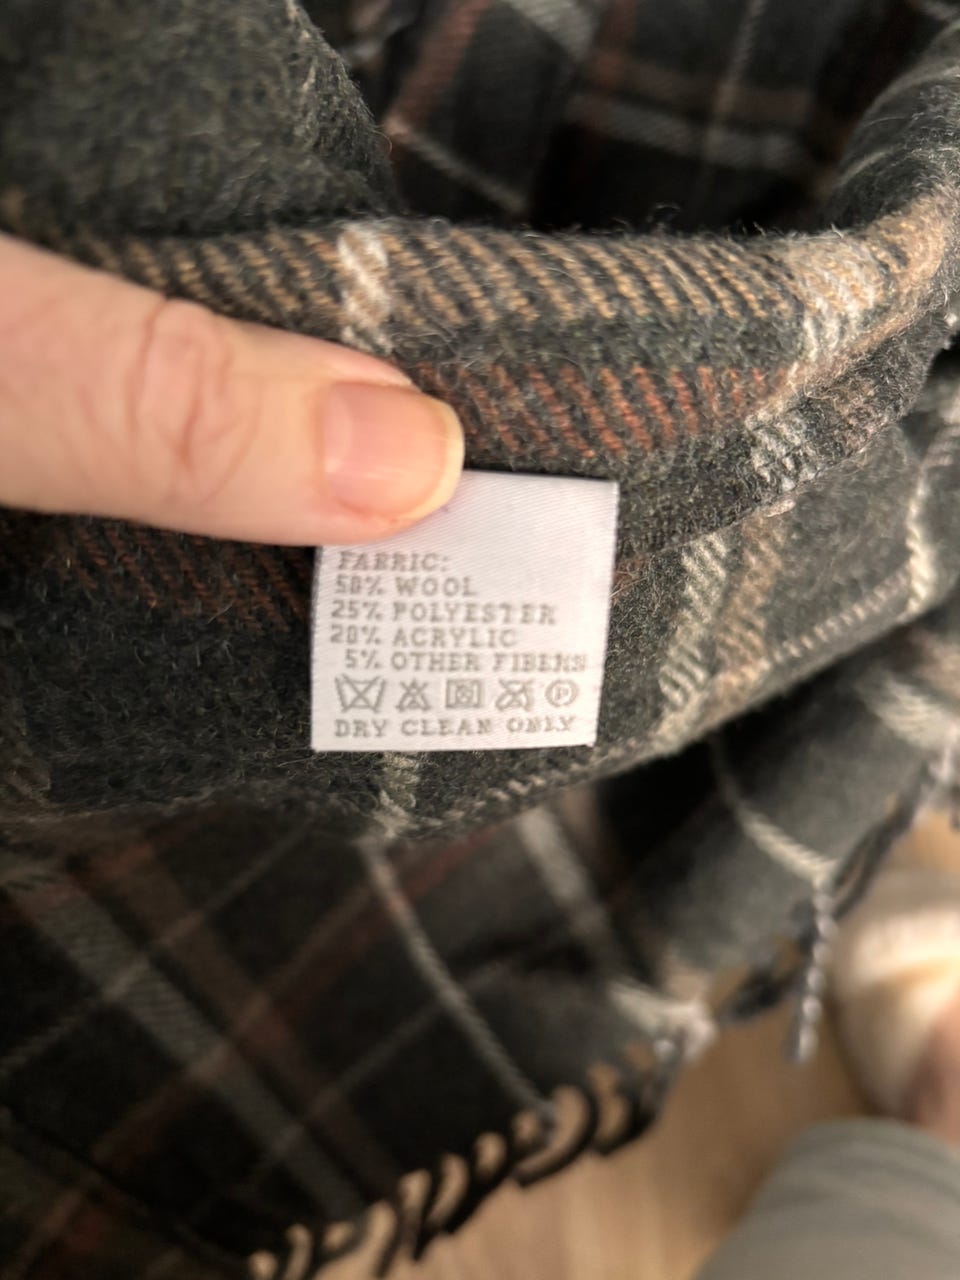 FABRIC:
50% WOOL
25% POLYESTER
20% ACRYLIC
5% OTHER FIBERS
P
DRY CLEAN ONLY